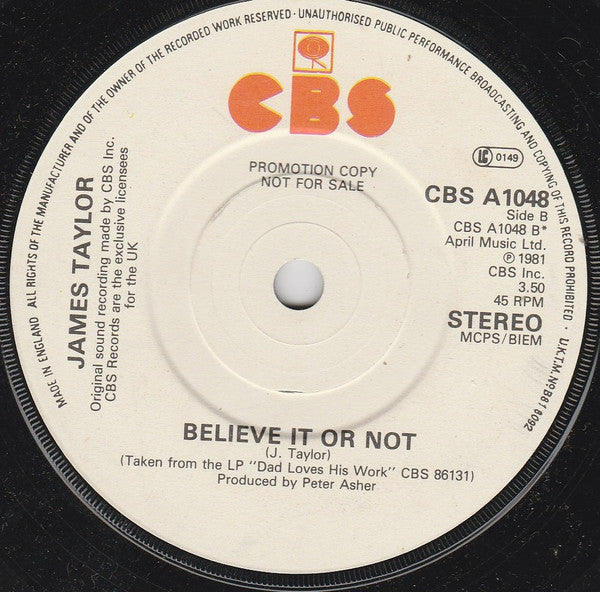 MADE IN ENGLAND · ALL RIGHTS OF THE MANUFACTURER AND OF THE OWNER OF THE RECORDED WORK RESERVED · UNAUTHORISED PUBLIC PERFORMANCE BROADCASTING AND COPYING OF THIS RECORD PROHIBITED · U.K.T.M.Nº B818092
CBS
PROMOTION COPY
NOT FOR SALE
LC 0149
CBS A1048
Side B
CBS A1048 B*
April Music Ltd.
℗ 1981
CBS Inc.
3.50
45 RPM
STEREO
MCPS/BIEM
JAMES TAYLOR
Original sound recording made by CBS Inc.
CBS Records are the exclusive licensees
for the UK
BELIEVE IT OR NOT
(J. Taylor)
(Taken from the LP "Dad Loves His Work" CBS 86131)
Produced by Peter Asher